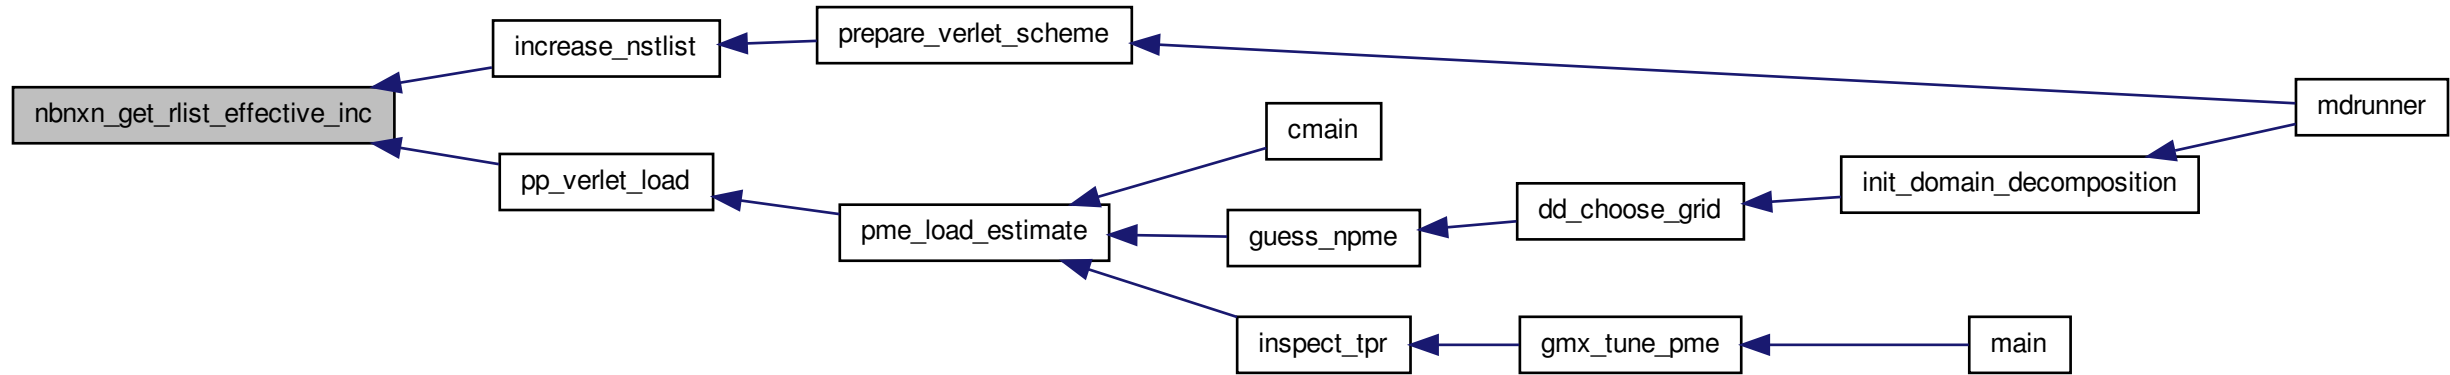 nbnxn_get_rlist_effective_inc
increase_nstlist
prepare_verlet_scheme
mdrunner
pp_verlet_load
pme_load_estimate
cmain
guess_npme
dd_choose_grid
init_domain_decomposition
inspect_tpr
gmx_tune_pme
main